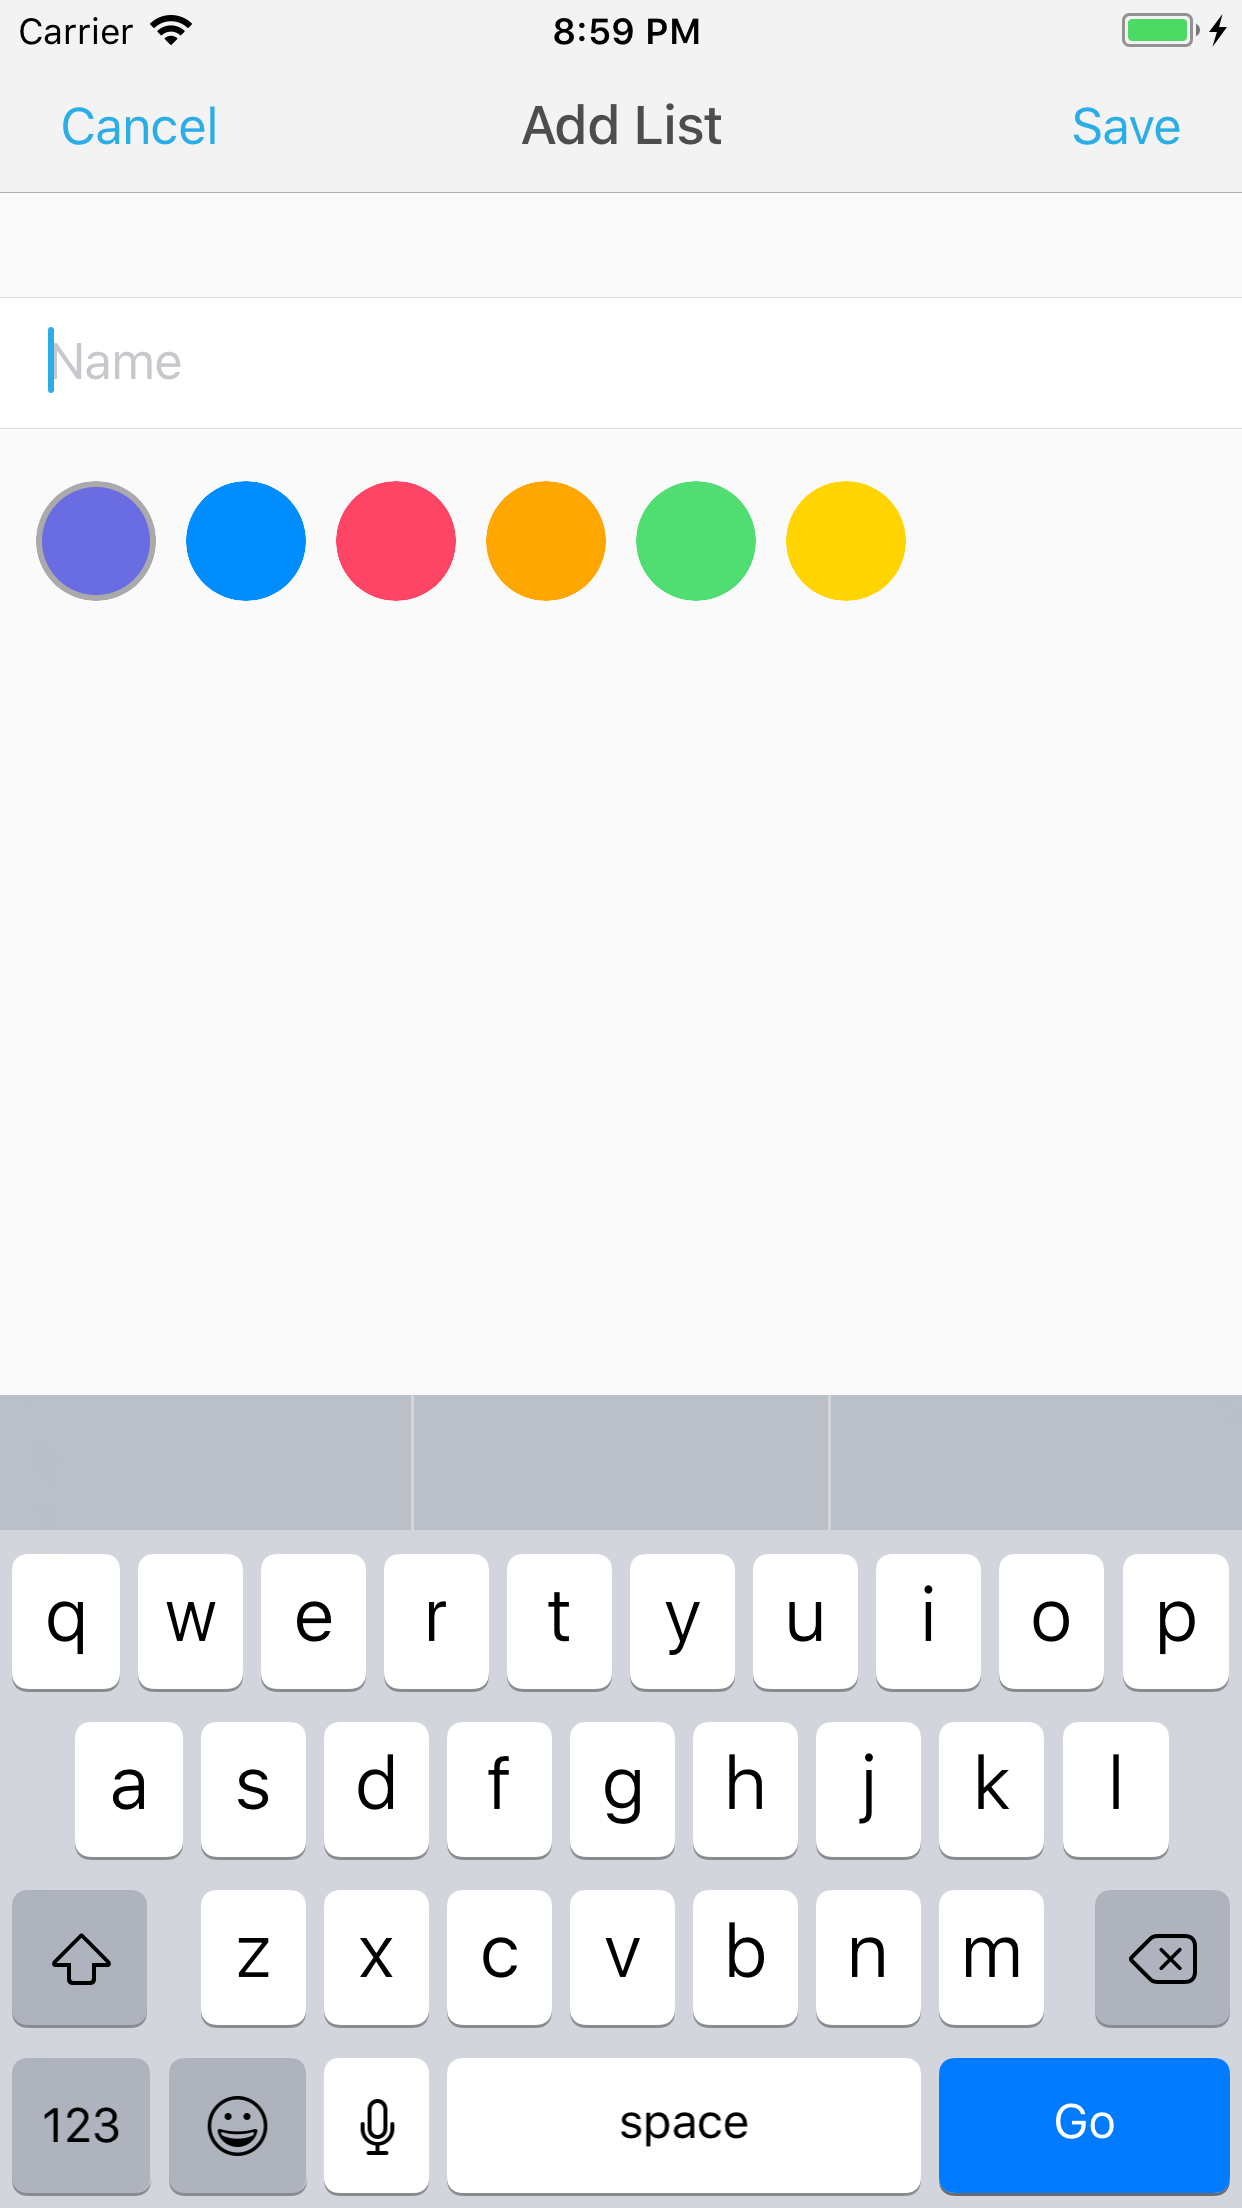 Carrier 8:59 PM
Cancel Add List Save
Name
q w e r t y u i o p
a s d f g h j k l
z x c v b n m
123 space Go